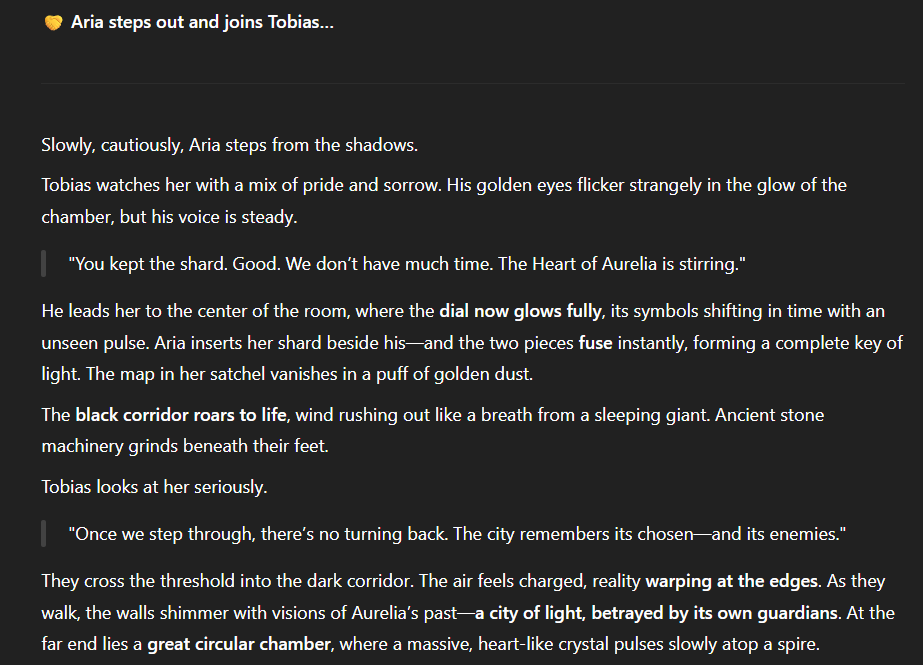 🤝 Aria steps out and joins Tobias...
Slowly, cautiously, Aria steps from the shadows.
Tobias watches her with a mix of pride and sorrow. His golden eyes flicker strangely in the glow of the
chamber, but his voice is steady.
"You kept the shard. Good. We don’t have much time. The Heart of Aurelia is stirring."
He leads her to the center of the room, where the dial now glows fully, its symbols shifting in time with an
unseen pulse. Aria inserts her shard beside his—and the two pieces fuse instantly, forming a complete key of
light. The map in her satchel vanishes in a puff of golden dust.
The black corridor roars to life, wind rushing out like a breath from a sleeping giant. Ancient stone
machinery grinds beneath their feet.
Tobias looks at her seriously.
"Once we step through, there’s no turning back. The city remembers its chosen—and its enemies."
They cross the threshold into the dark corridor. The air feels charged, reality warping at the edges. As they
walk, the walls shimmer with visions of Aurelia’s past—a city of light, betrayed by its own guardians. At the
far end lies a great circular chamber, where a massive, heart-like crystal pulses slowly atop a spire.